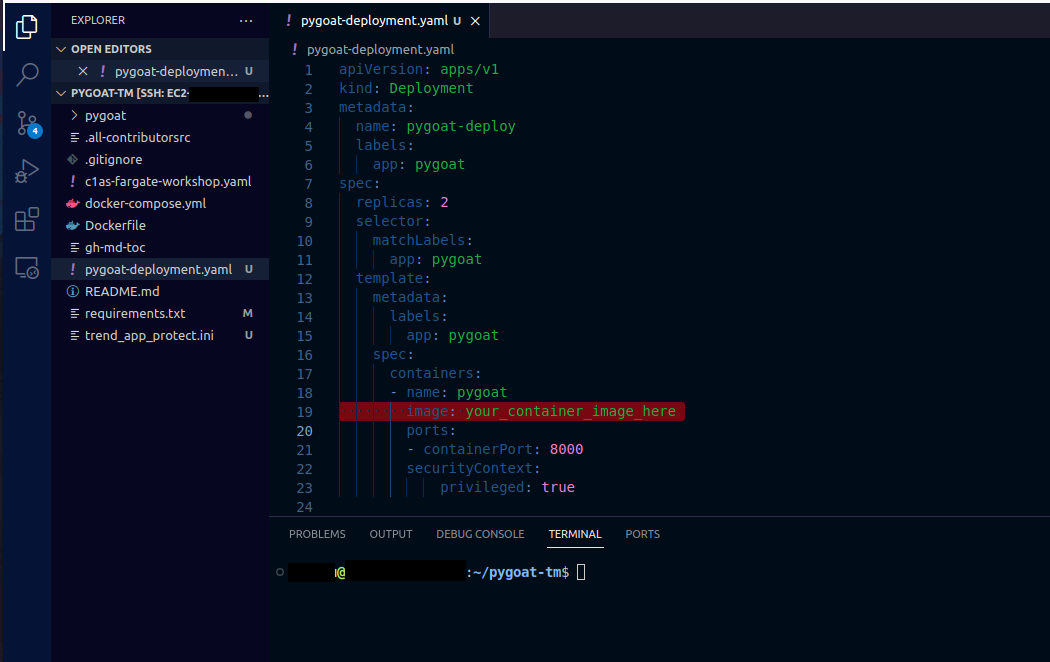 EXPLORER ...
OPEN EDITORS
pygoat-deploymen... U
PYGOAT-TM [SSH: EC2- ...
pygoat
.all-contributorsrc
.gitignore
! c1as-fargate-workshop.yaml
docker-compose.yml
Dockerfile
gh-md-toc
! pygoat-deployment.yaml U
README.md
requirements.txt M
trend_app_protect.ini U
4
! pygoat-deployment.yaml U
! pygoat-deployment.yaml
1 apiVersion: apps/v1
2 kind: Deployment
3 metadata:
4   name: pygoat-deploy
5   labels:
6     app: pygoat
7 spec:
8   replicas: 2
9   selector:
10     matchLabels:
11       app: pygoat
12   template:
13     metadata:
14       labels:
15         app: pygoat
16     spec:
17       containers:
18       - name: pygoat
19         image: your_container_image_here
20         ports:
21         - containerPort: 8000
22         securityContext:
23             privileged: true
24
PROBLEMS OUTPUT DEBUG CONSOLE TERMINAL PORTS
@ :~/pygoat-tm$